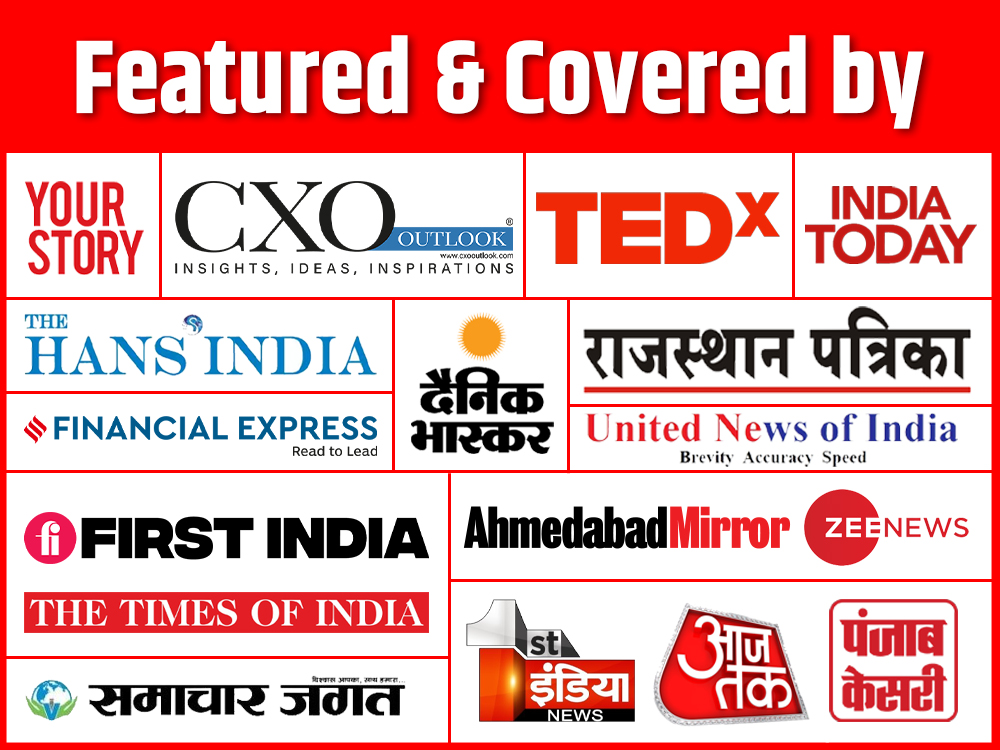 Featured & Covered by
YOUR
STORY
CXO
OUTLOOK®
www.cxooutlook.com
INSIGHTS, IDEAS, INSPIRATIONS
TEDx
INDIA
TODAY
THE
HANS INDIA
FINANCIAL EXPRESS
Read to Lead
दैनिक
भास्कर
राजस्थान पत्रिका
United News of India
Brevity Accuracy Speed
fi FIRST INDIA
THE TIMES OF INDIA
AhmedabadMirror
ZEENEWS
विश्वास आपका, साथ हमारा...
समाचार जगत
1st
इंडिया
NEWS
आज
तक
पंजाब
केसरी